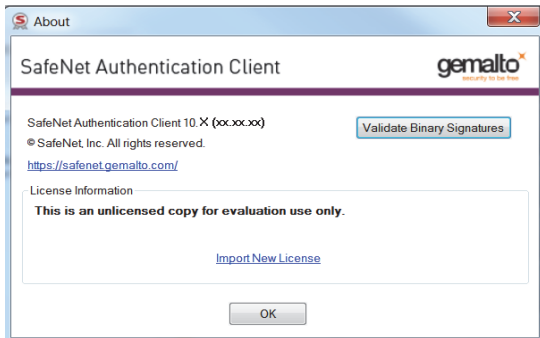 About
SafeNet Authentication Client
gemalto
security to be free
SafeNet Authentication Client 10.X (xx.xx.xx)
Validate Binary Signatures
© SafeNet, Inc. All rights reserved.
https://safenet.gemalto.com/
License Information
This is an unlicensed copy for evaluation use only.
Import New License
OK